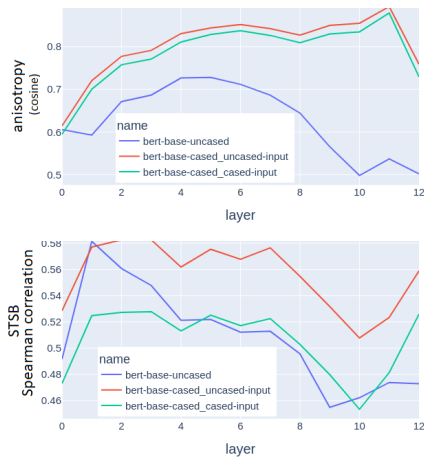 0.8
0.7
0.6
0.5
anisotropy
(cosine)
name
bert-base-uncased
bert-base-cased_uncased-input
bert-base-cased_cased-input
0 2 4 6 8 10 12
layer
0.58
0.56
0.54
0.52
0.5
0.48
0.46
STSB
Spearman correlation
name
bert-base-uncased
bert-base-cased_uncased-input
bert-base-cased_cased-input
0 2 4 6 8 10 12
layer